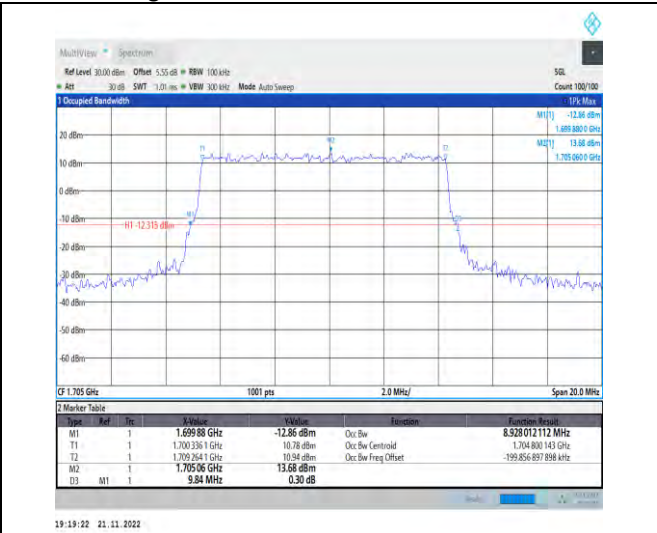 MultiView Spectrum
Ref Level 30.00 dBm Offset 5.55 dB RBW 100 kHz SGL
Att 30 dB SWT 1.01 ms VBW 300 kHz Mode Auto Sweep Count 100/100
1 Occupied Bandwidth 1Pk Max
M1[1] -12.86 dBm
1.699 880 0 GHz
M2[1] 13.68 dBm
1.705 060 0 GHz
20 dBm
M2
T1 T2
10 dBm
0 dBm
-10 dBm
M1
H1 -12.315 dBm
-20 dBm
-30 dBm
-40 dBm
-50 dBm
-60 dBm
CF 1.705 GHz 1001 pts 2.0 MHz/ Span 20.0 MHz
2 Marker Table
Type Ref Trc X-Value Y-Value Function Function Result
M1 1 1.699 88 GHz -12.86 dBm Occ Bw 8.928 012 112 MHz
T1 1 1.700 336 1 GHz 10.78 dBm Occ Bw Centroid 1.704 800 143 GHz
T2 1 1.709 264 1 GHz 10.94 dBm Occ Bw Freq Offset -199.856 897 898 kHz
M2 1 1.705 06 GHz 13.68 dBm
D3 M1 1 9.84 MHz 0.30 dB
19:19:22 21.11.2022